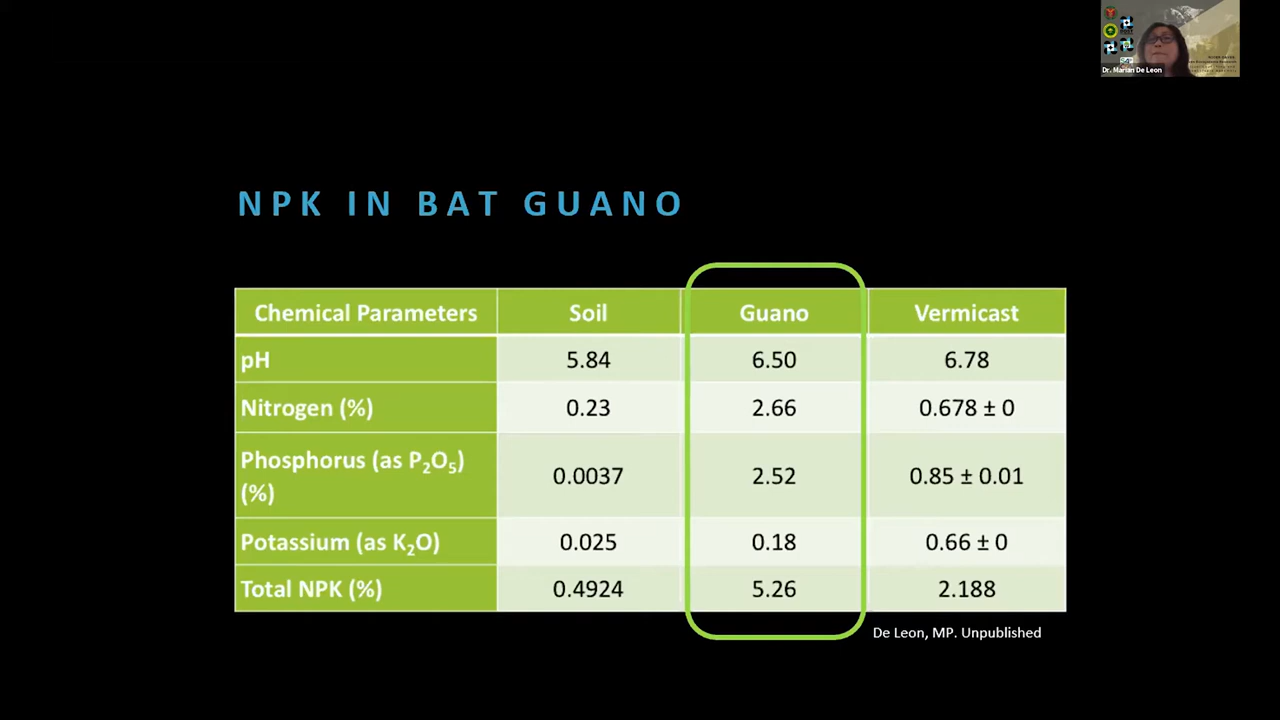 Dr. Marian De Leon
NPK IN BAT GUANO
Chemical Parameters Soil Guano Vermicast
pH 5.84 6.50 6.78
Nitrogen (%) 0.23 2.66 0.678 ± 0
Phosphorus (as P₂O₅)
(%) 0.0037 2.52 0.85 ± 0.01
Potassium (as K₂O) 0.025 0.18 0.66 ± 0
Total NPK (%) 0.4924 5.26 2.188
De Leon, MP. Unpublished